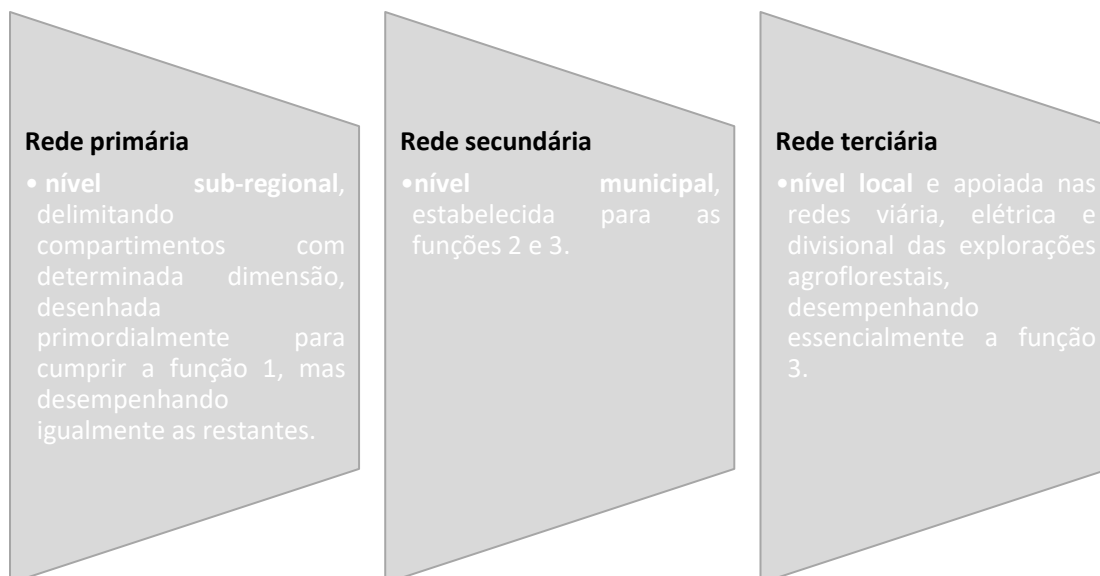 Rede primária
• nível sub-regional,
delimitando
compartimentos com
determinada dimensão,
desenhada
primordialmente para
cumprir a função 1, mas
desempenhando
igualmente as restantes.
Rede secundária
•nível municipal,
estabelecida para as
funções 2 e 3.
Rede terciária
•nível local e apoiada nas
redes viária, elétrica e
divisional das explorações
agroflorestais,
desempenhando
essencialmente a função
3.